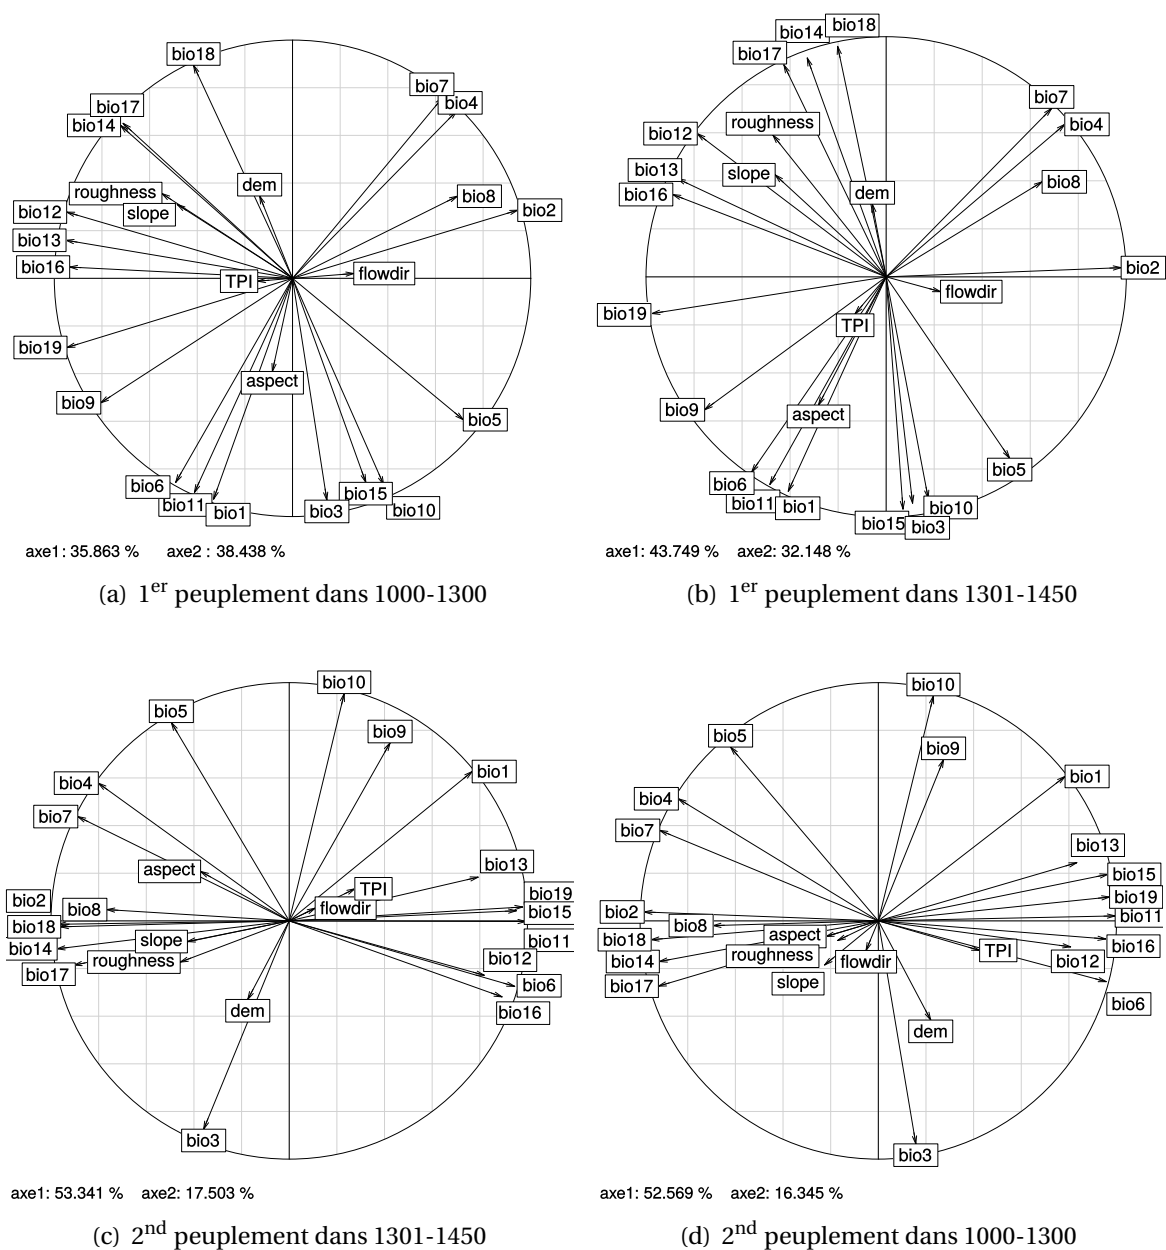 bio18
bio7
bio4
bio17
bio14
dem
roughness
slope
bio8
bio12
bio2
bio13
bio16
TPI
flowdir
bio19
aspect
bio9
bio5
bio6
bio11
bio1
bio3
bio15
bio10
axe1: 35.863 % axe2 : 38.438 %
(a) 1er peuplement dans 1000-1300
bio18
bio14
bio17
bio7
bio4
roughness
bio12
bio13
slope
bio8
bio16
dem
bio2
flowdir
bio19
TPI
bio9
aspect
bio5
bio6
bio11
bio1
bio10
bio15
bio3
axe1: 43.749 % axe2: 32.148 %
(b) 1er peuplement dans 1301-1450
bio10
bio5
bio9
bio1
bio4
bio7
bio13
aspect
TPI
bio19
bio2
bio8
flowdir
bio15
bio18
slope
bio11
bio14
roughness
bio12
bio17
bio6
dem
bio16
bio3
axe1: 53.341 % axe2: 17.503 %
(c) 2nd peuplement dans 1301-1450
bio10
bio5
bio9
bio1
bio4
bio7
bio13
bio15
bio19
bio2
bio8
bio11
bio18
aspect
bio16
bio14
roughness
flowdir
TPI
bio12
bio17
slope
bio6
dem
bio3
axe1: 52.569 % axe2: 16.345 %
(d) 2nd peuplement dans 1000-1300